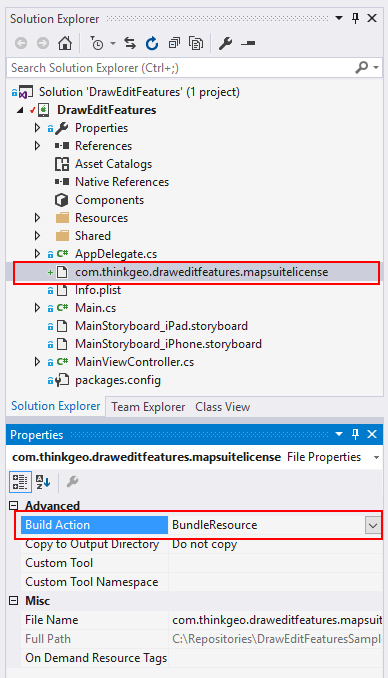 Solution Explorer
Search Solution Explorer (Ctrl+;)
Solution 'DrawEditFeatures' (1 project)
DrawEditFeatures
Properties
References
Asset Catalogs
Native References
Components
Resources
Shared
C# AppDelegate.cs
com.thinkgeo.draweditfeatures.mapsuitelicense
Info.plist
C# Main.cs
MainStoryboard_iPad.storyboard
MainStoryboard_iPhone.storyboard
C# MainViewController.cs
packages.config
Solution Explorer Team Explorer Class View
Properties
com.thinkgeo.draweditfeatures.mapsuitelicense File Properties
Advanced
Build Action BundleResource
Copy to Output Directory Do not copy
Custom Tool
Custom Tool Namespace
Misc
File Name com.thinkgeo.draweditfeatures.mapsuit
Full Path C:\Repositories\DrawEditFeaturesSampl
On Demand Resource Tags